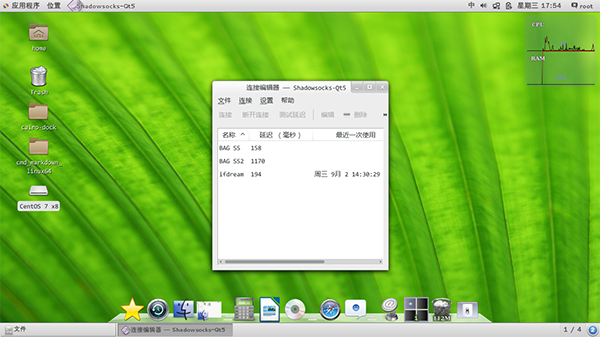 应用程序 位置 Shadowsocks-Qt5 中 星期三 17:54 root
home
Trash
cairo-dock
cmd_markdown_linux64
CentOS 7 x8
CPU
RAM
连接编辑器 —— Shadowsocks-Qt5
文件 连接 设置 帮助
连接 断开连接 测试延迟 编辑 删除 »
名称 延迟 (毫秒) 最近一次使用
BAG SS 158
BAG SS2 1170
ifdream 194 周三 9月 2 14:30:29
1
112M
文件 连接编辑器 —— Shadowsocks-Qt5 1 / 4